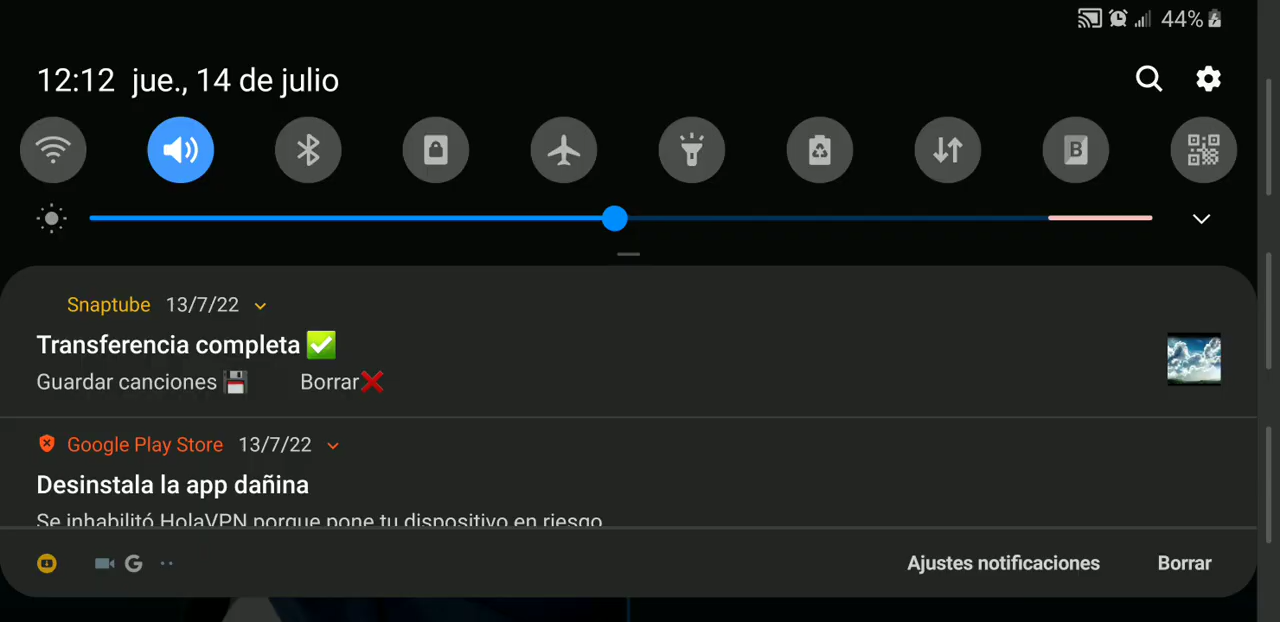 44%
12:12 jue., 14 de julio
B
Snaptube 13/7/22
Transferencia completa ✅
Guardar canciones 💾 Borrar❌
Google Play Store 13/7/22
Desinstala la app dañina
Se inhabilitó HolaVPN porque pone tu dispositivo en riesgo
G
Ajustes notificaciones Borrar